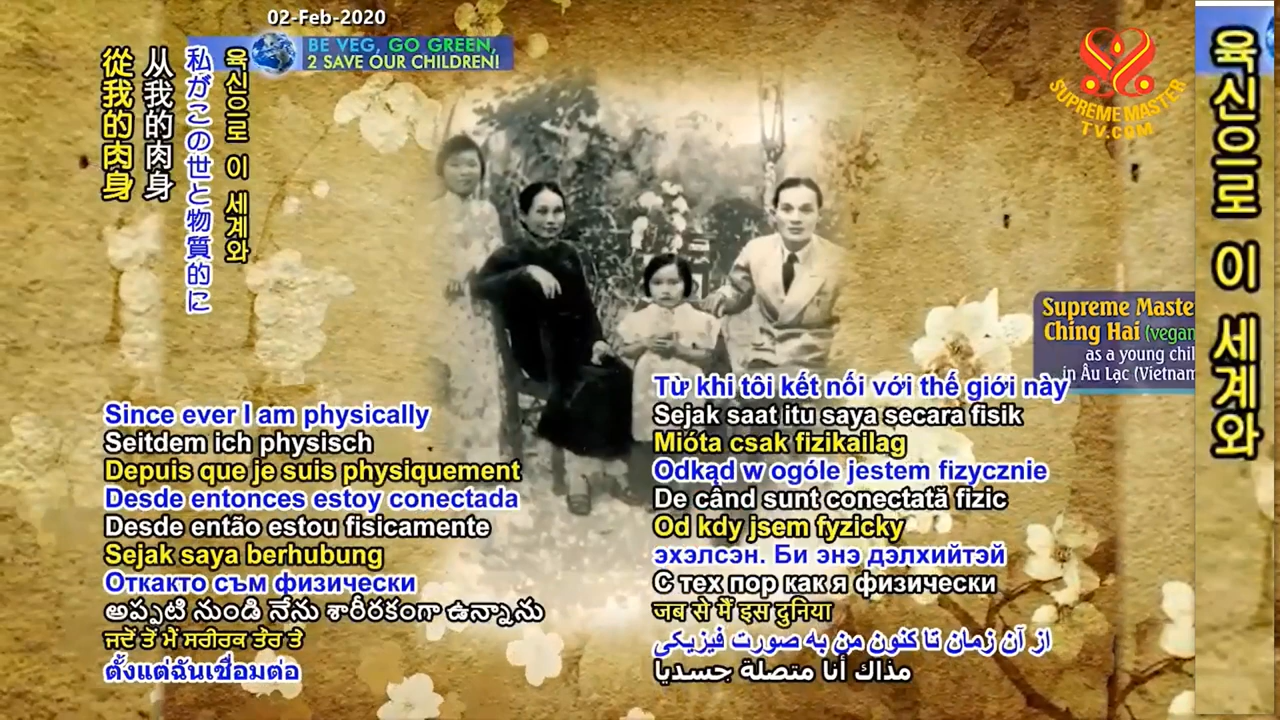 02-Feb-2020
BE VEG, GO GREEN,
2 SAVE OUR CHILDREN!
SUPREME MASTER
TV.COM
육신으로 이 세계와
私がこの世と物質的に
从我的肉身
從我的肉身
육신으로 이 세계와
Supreme Maste
Ching Hai (vegan
as a young chil
in Âu Lạc (Vietnam
Since ever I am physically
Seitdem ich physisch
Depuis que je suis physiquement
Desde entonces estoy conectada
Desde então estou fisicamente
Sejak saya berhubung
Откакто съм физически
అప్పటి నుండి నేను శారీరకంగా ఉన్నాను
ਜਦੋਂ ਤੋਂ ਮੈਂ ਸਰੀਰਕ ਤੌਰ ਤੇ
ตั้งแต่ฉันเชื่อมต่อ
Từ khi tôi kết nối với thế giới này
Sejak saat itu saya secara fisik
Mióta csak fizikailag
Odkąd w ogóle jestem fizycznie
De când sunt conectată fizic
Od kdy jsem fyzicky
эхэлсэн. Би энэ дэлхийтэй
С тех пор как я физически
जब से मैं इस दुनिया
از آن زمان تا کنون من به صورت فیزیکی
مذاك أنا متصلة جسديا